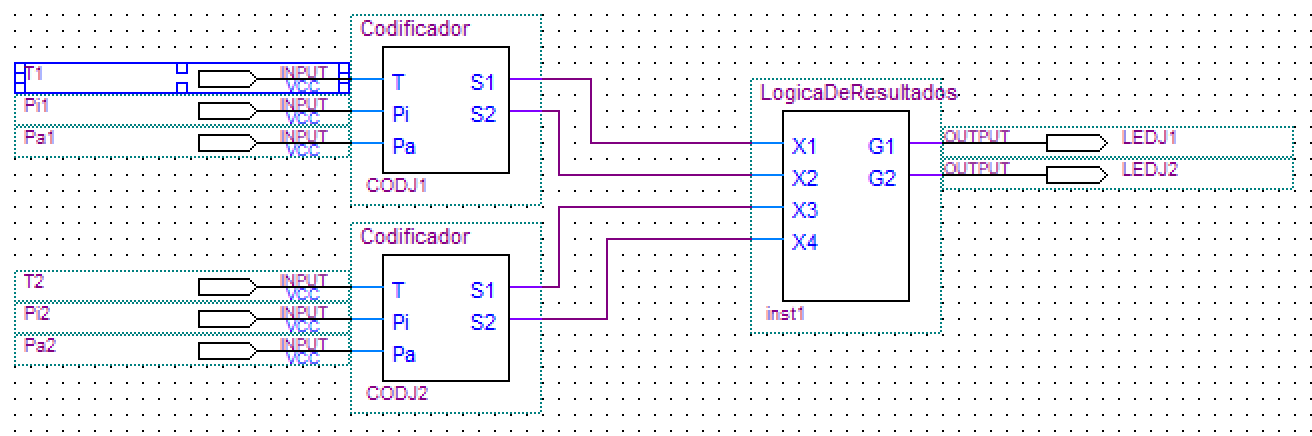 Codificador
T1 INPUT VCC T S1
Pi1 INPUT VCC Pi S2
Pa1 INPUT VCC Pa
CODJ1
LogicaDeResultados
X1 G1 OUTPUT LEDJ1
X2 G2 OUTPUT LEDJ2
X3
X4
inst1
Codificador
T2 INPUT VCC T S1
Pi2 INPUT VCC Pi S2
Pa2 INPUT VCC Pa
CODJ2